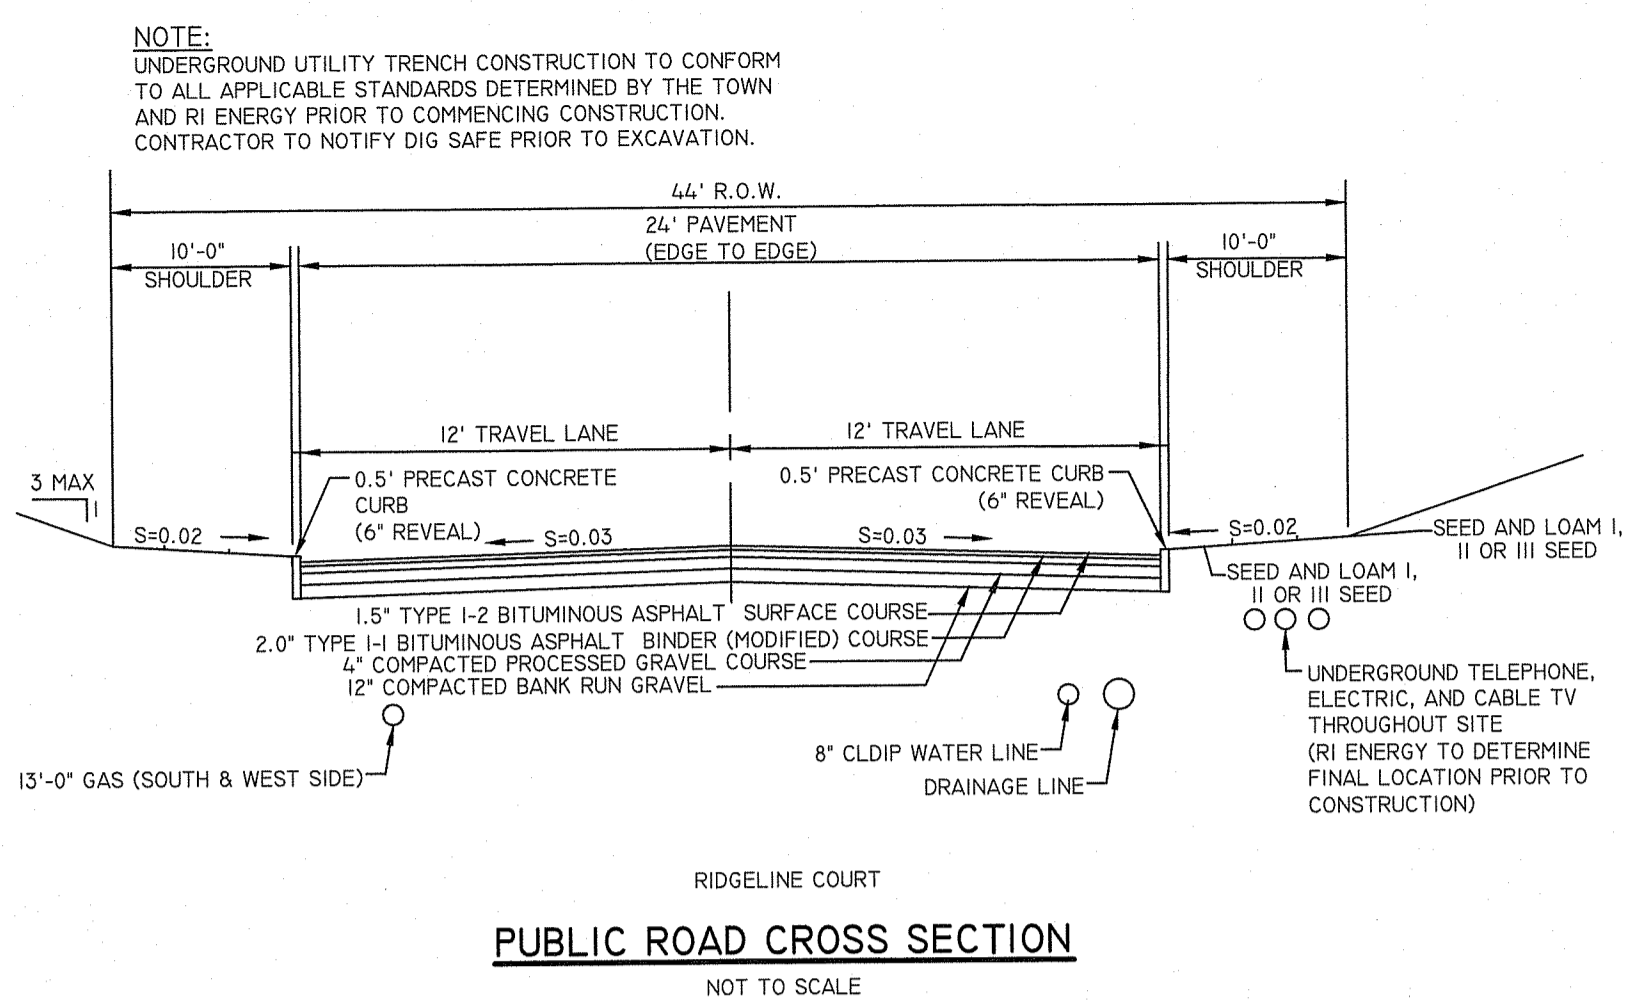 NOTE:
UNDERGROUND UTILITY TRENCH CONSTRUCTION TO CONFORM
TO ALL APPLICABLE STANDARDS DETERMINED BY THE TOWN
AND RI ENERGY PRIOR TO COMMENCING CONSTRUCTION.
CONTRACTOR TO NOTIFY DIG SAFE PRIOR TO EXCAVATION.
44' R.O.W.
24' PAVEMENT
(EDGE TO EDGE)
10'-0"
SHOULDER
10'-0"
SHOULDER
12' TRAVEL LANE
12' TRAVEL LANE
3 MAX
1
0.5' PRECAST CONCRETE
CURB
(6" REVEAL)
0.5' PRECAST CONCRETE CURB
(6" REVEAL)
S=0.02
S=0.03
S=0.03
S=0.02
SEED AND LOAM I,
II OR III SEED
SEED AND LOAM I,
II OR III SEED
1.5" TYPE I-2 BITUMINOUS ASPHALT SURFACE COURSE
2.0" TYPE I-I BITUMINOUS ASPHALT BINDER (MODIFIED) COURSE
4" COMPACTED PROCESSED GRAVEL COURSE
12" COMPACTED BANK RUN GRAVEL
13'-0" GAS (SOUTH & WEST SIDE)
8" CLDIP WATER LINE
DRAINAGE LINE
UNDERGROUND TELEPHONE,
ELECTRIC, AND CABLE TV
THROUGHOUT SITE
(RI ENERGY TO DETERMINE
FINAL LOCATION PRIOR TO
CONSTRUCTION)
RIDGELINE COURT
PUBLIC ROAD CROSS SECTION
NOT TO SCALE